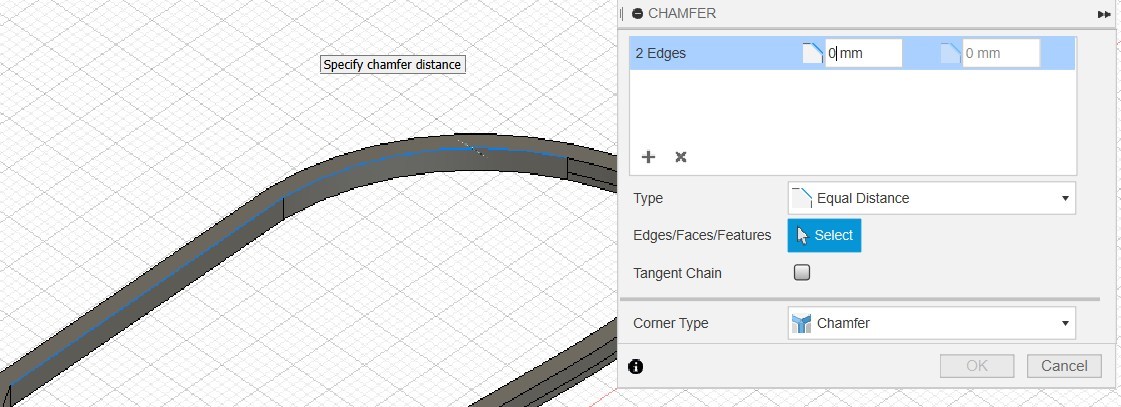 CHAMFER
Specify chamfer distance
2 Edges 0 mm 0 mm
Type Equal Distance
Edges/Faces/Features Select
Tangent Chain
Corner Type Chamfer
OK Cancel